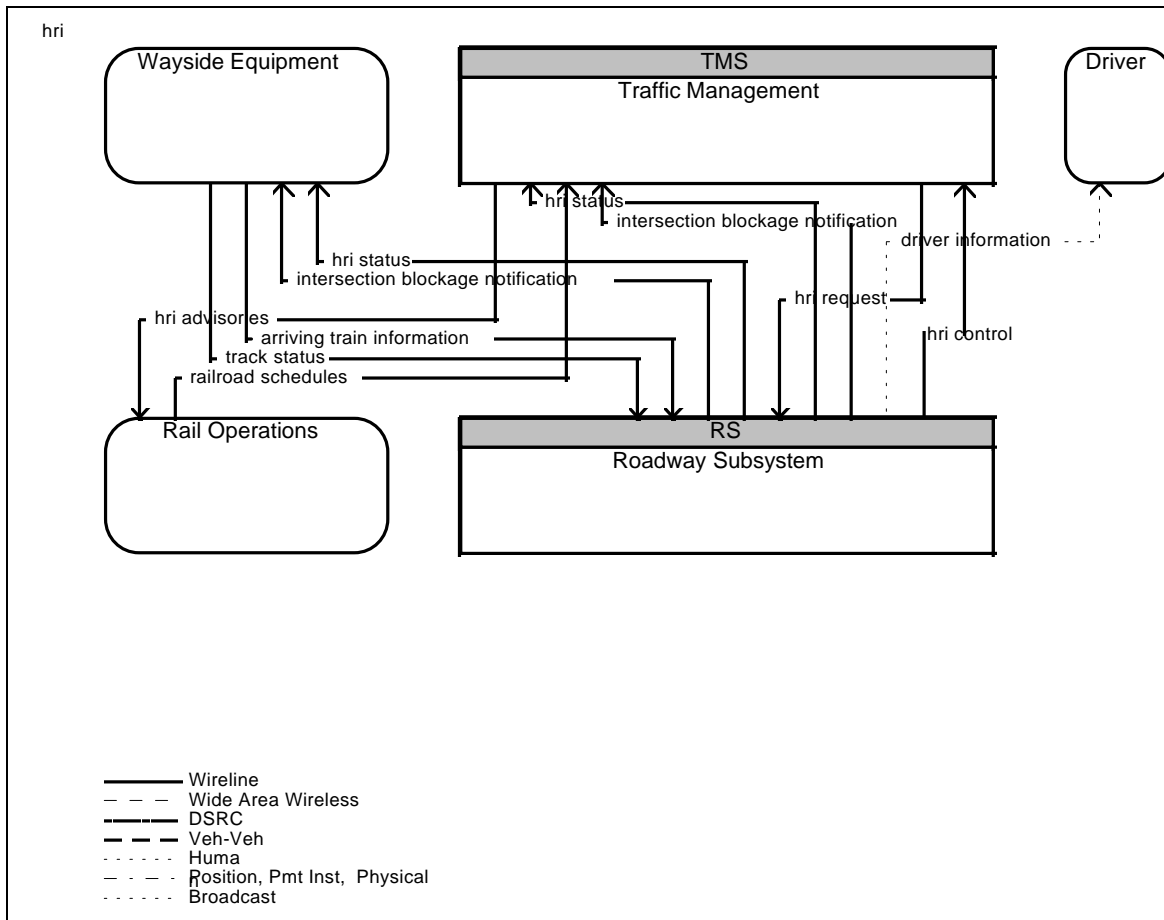 hri
Wayside Equipment
TMS
Driver
Traffic Management
hri status
intersection blockage notification
driver information
hri status
intersection blockage notification
hri request
hri advisories
arriving train information
hri control
track status
railroad schedules
Rail Operations
RS
Roadway Subsystem
Wireline
Wide Area Wireless
DSRC
Veh-Veh
Huma
n
Position, Pmt Inst, Physical
Broadcast